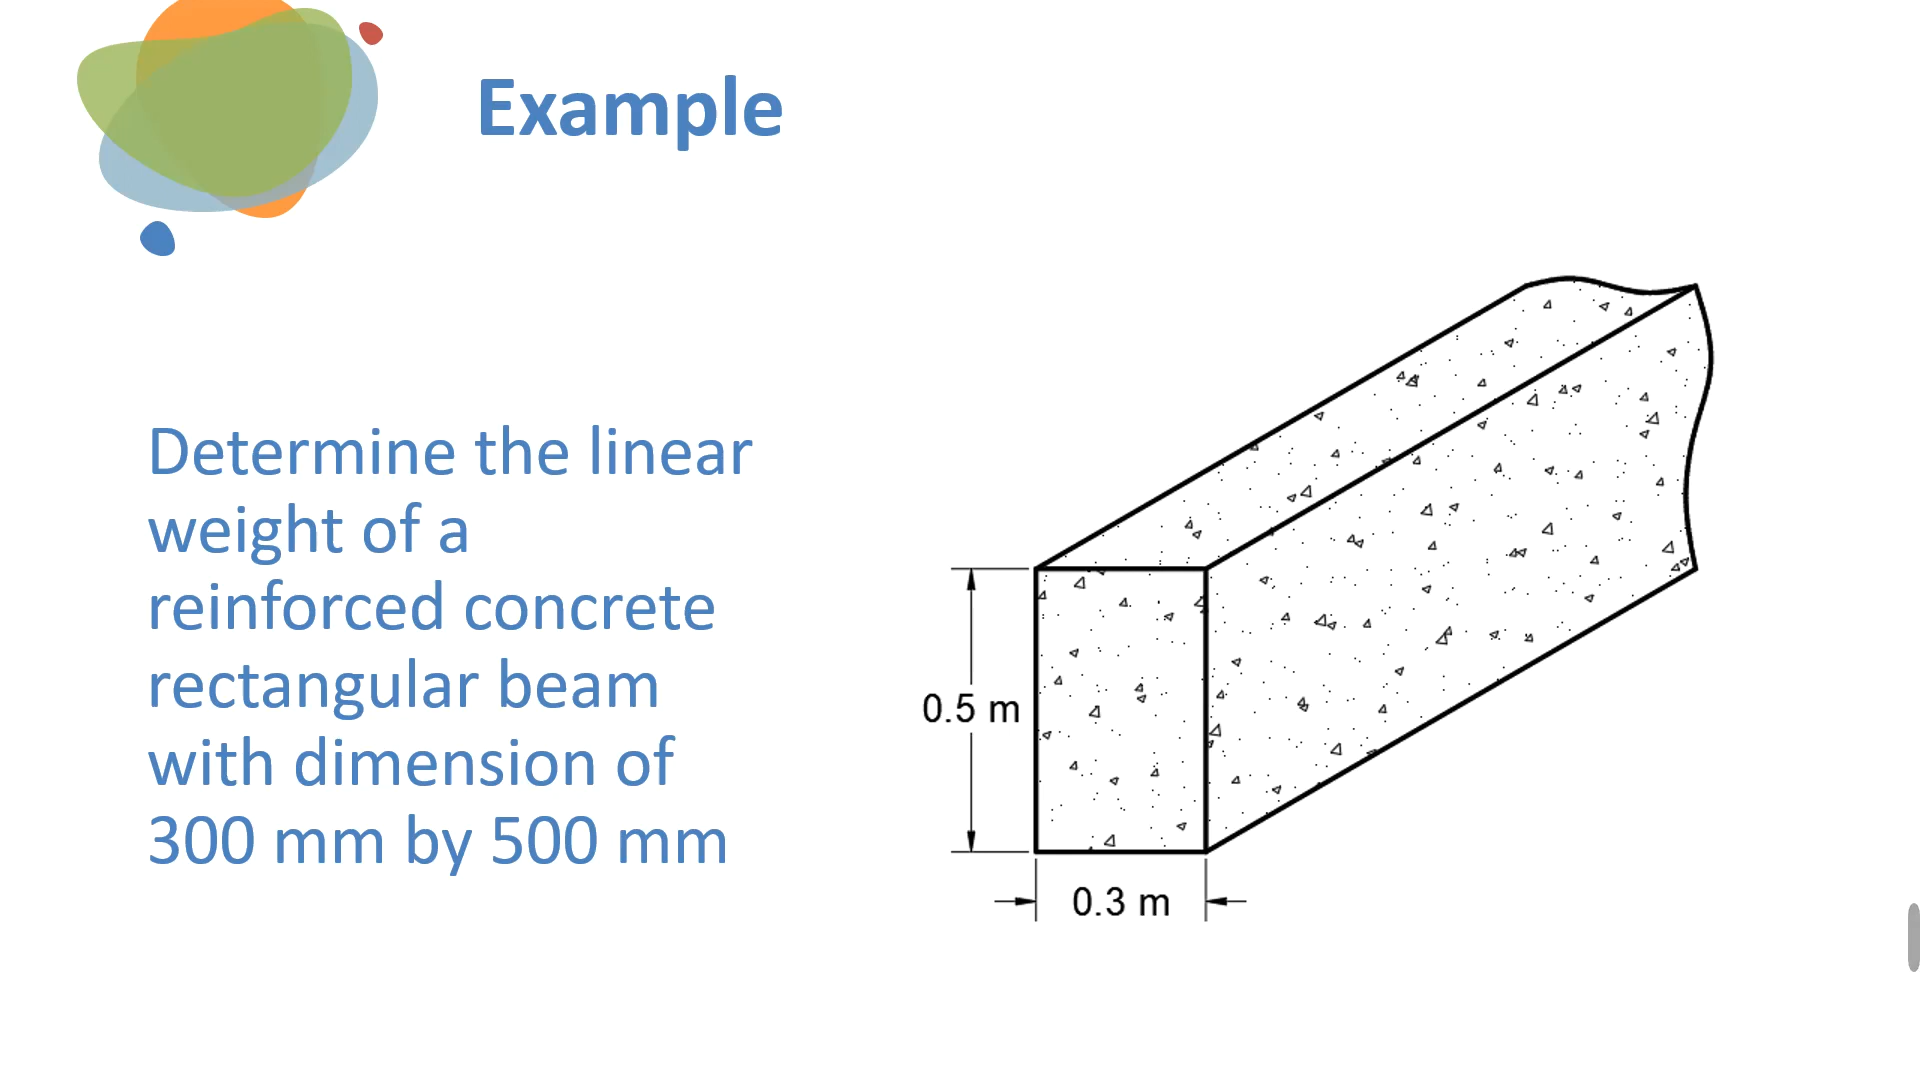 Example
Determine the linear
weight of a
reinforced concrete
rectangular beam
with dimension of
300 mm by 500 mm
0.5 m
0.3 m